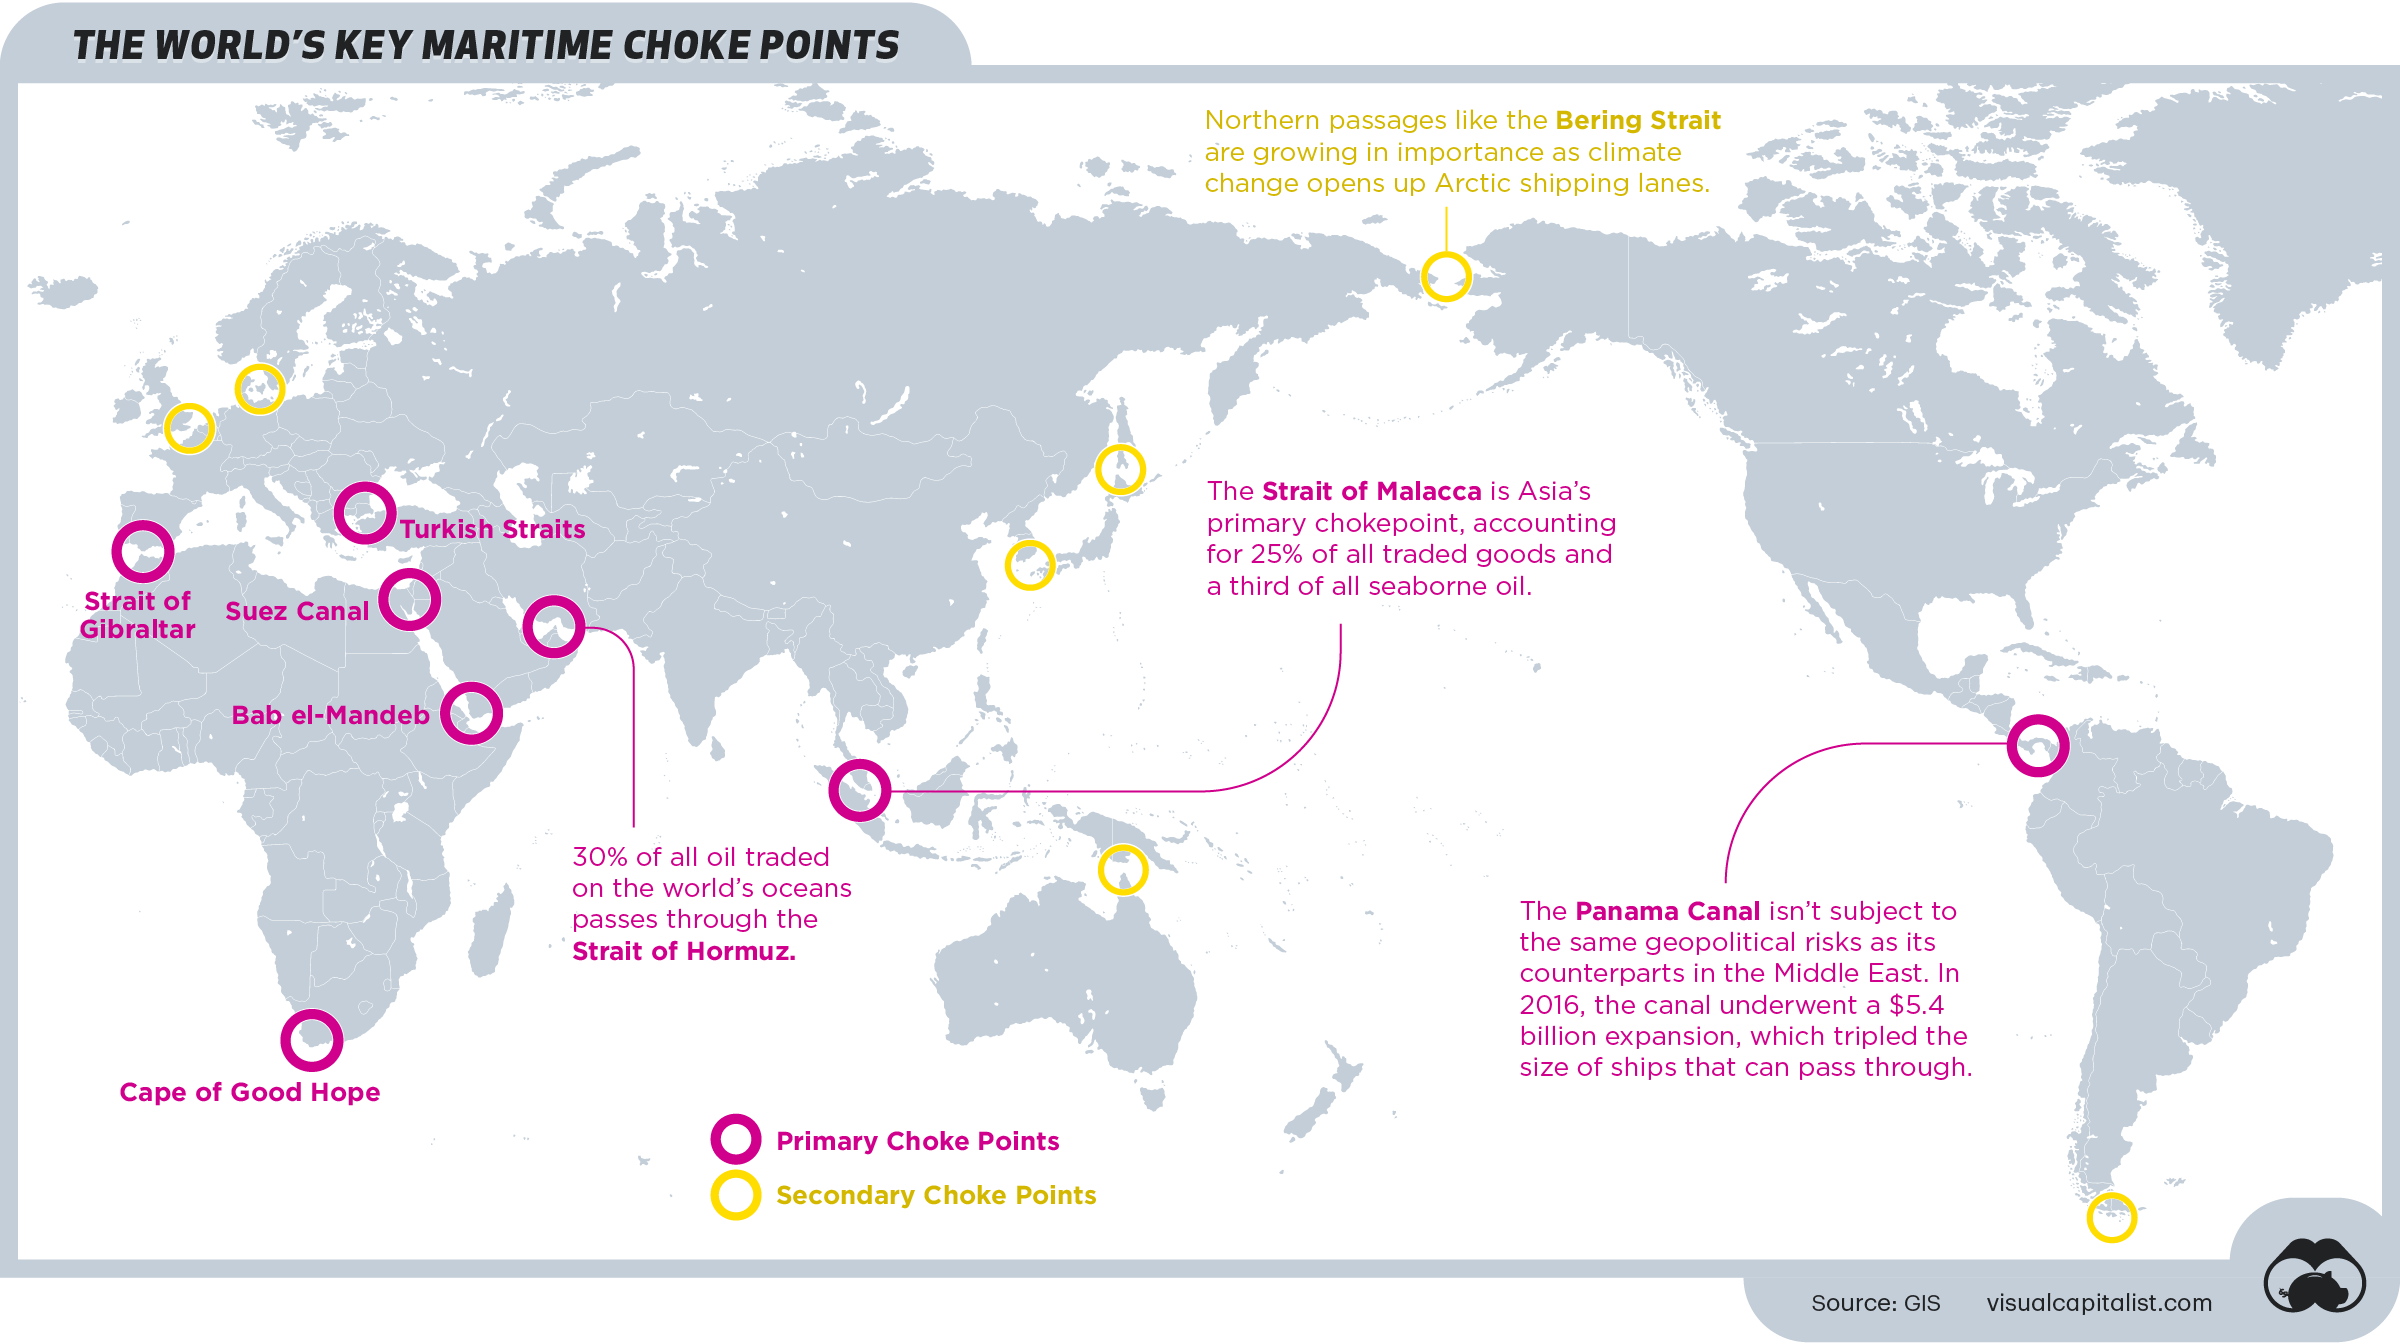 THE WORLD'S KEY MARITIME CHOKE POINTS
Northern passages like the Bering Strait
are growing in importance as climate
change opens up Arctic shipping lanes.
The Strait of Malacca is Asia's
primary chokepoint, accounting
for 25% of all traded goods and
a third of all seaborne oil.
Turkish Straits
Strait of
Gibraltar
Suez Canal
Bab el-Mandeb
30% of all oil traded
on the world's oceans
passes through the
Strait of Hormuz.
The Panama Canal isn't subject to
the same geopolitical risks as its
counterparts in the Middle East. In
2016, the canal underwent a $5.4
billion expansion, which tripled the
size of ships that can pass through.
Cape of Good Hope
Primary Choke Points
Secondary Choke Points
Source: GIS
visualcapitalist.com